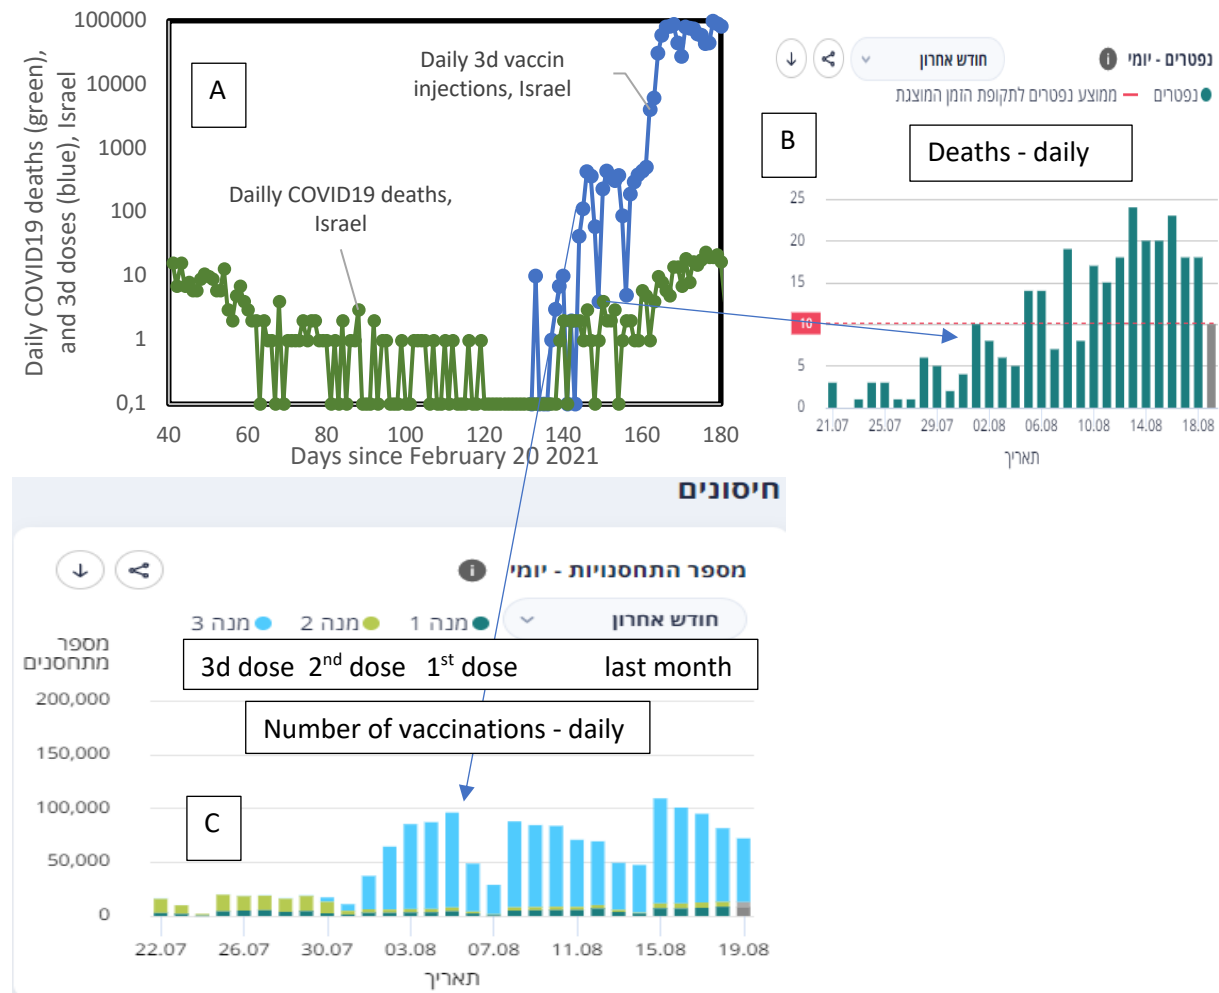 Daily COVID19 deaths (green),
and 3d doses (blue), Israel
100000
10000
1000
100
10
1
0,1
A
Daily 3d vaccin
injections, Israel
Dailly COVID19 deaths,
Israel
40 60 80 100 120 140 160 180
Days since February 20 2021
נפטרים - יומי
חודש אחרון
נפטרים
ממוצע נפטרים לתקופת הזמן המוצגת
B
Deaths - daily
25
20
15
10
5
0
21.07 25.07 29.07 02.08 06.08 10.08 14.08 18.08
תאריך
חיסונים
מספר התחסנויות - יומי
חודש אחרון
מנה 1 מנה 2 מנה 3
3d dose 2nd dose 1st dose last month
מספר
מתחסנים
Number of vaccinations - daily
200,000
150,000
100,000
50,000
0
C
22.07 26.07 30.07 03.08 07.08 11.08 15.08 19.08
תאריך